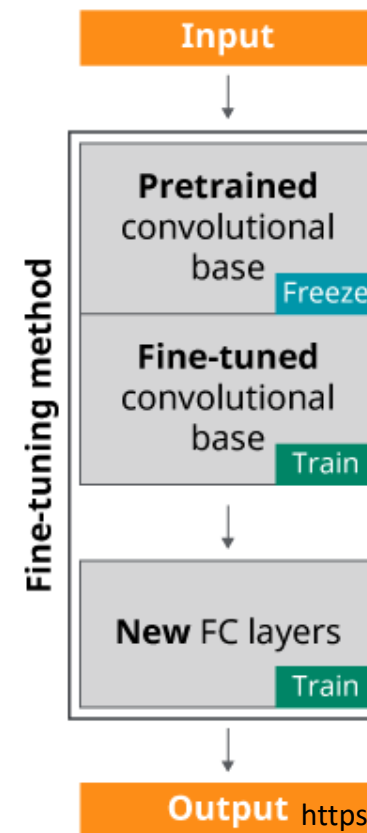 Input
Fine-tuning method
Pretrained
convolutional
base
Freeze
Fine-tuned
convolutional
base
Train
New FC layers
Train
Output
https